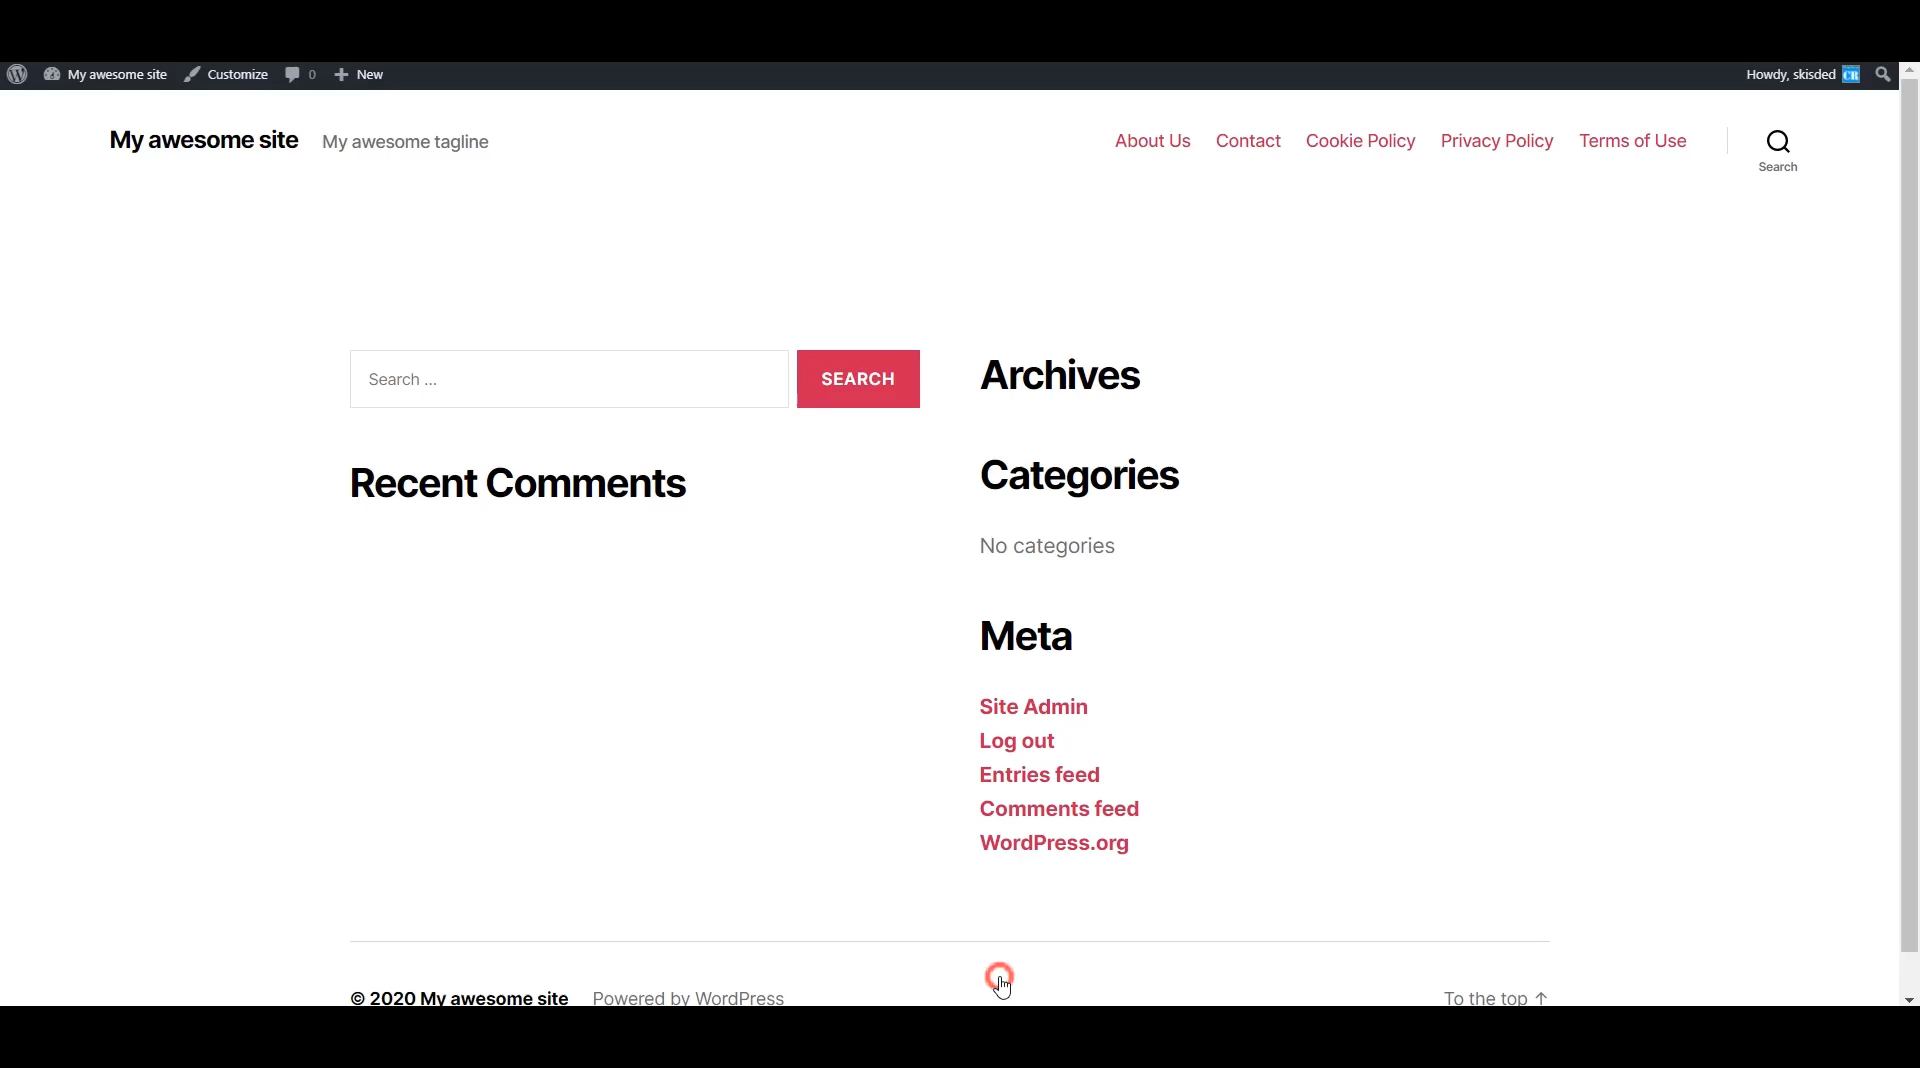 My awesome site Customize 0 New Howdy, skisded CR
My awesome site My awesome tagline About Us Contact Cookie Policy Privacy Policy Terms of Use
Search
Search ... SEARCH
Recent Comments
Archives
Categories
No categories
Meta
Site Admin
Log out
Entries feed
Comments feed
WordPress.org
© 2020 My awesome site Powered by WordPress To the top ↑